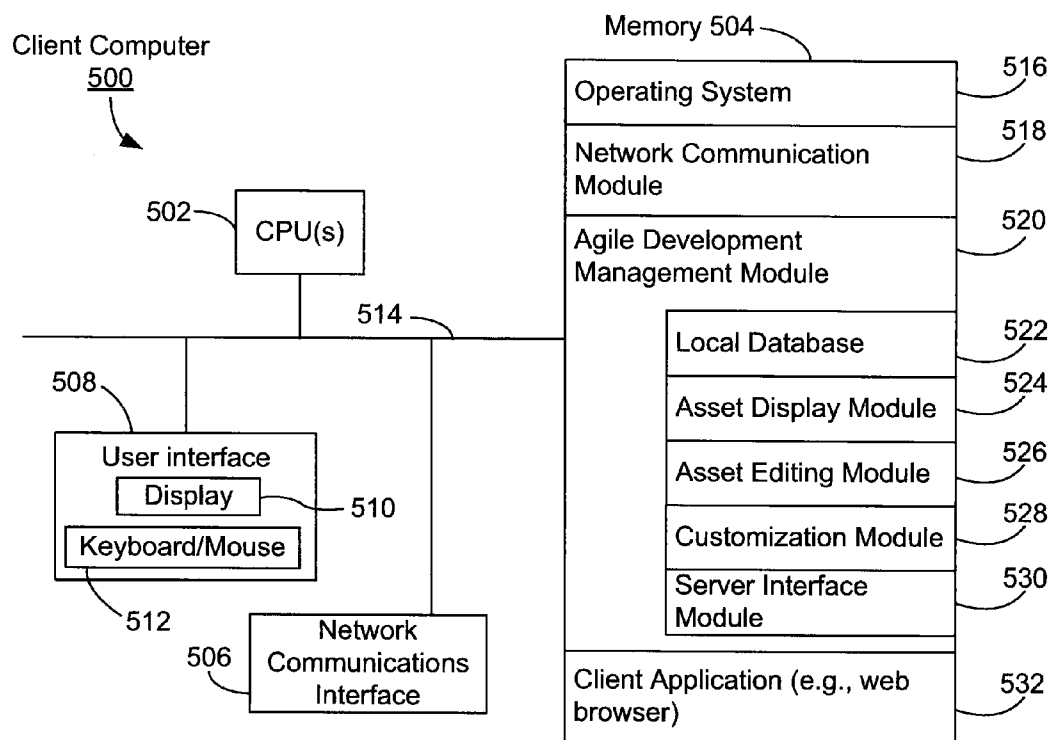 Client Computer
500
Memory 504
Operating System
516
Network Communication
Module
518
502
CPU(s)
Agile Development
Management Module
520
514
Local Database
522
508
Asset Display Module
524
User interface
Display
510
Asset Editing Module
526
Keyboard/Mouse
Customization Module
528
512
Server Interface
Module
530
506
Network
Communications
Interface
Client Application (e.g., web
browser)
532